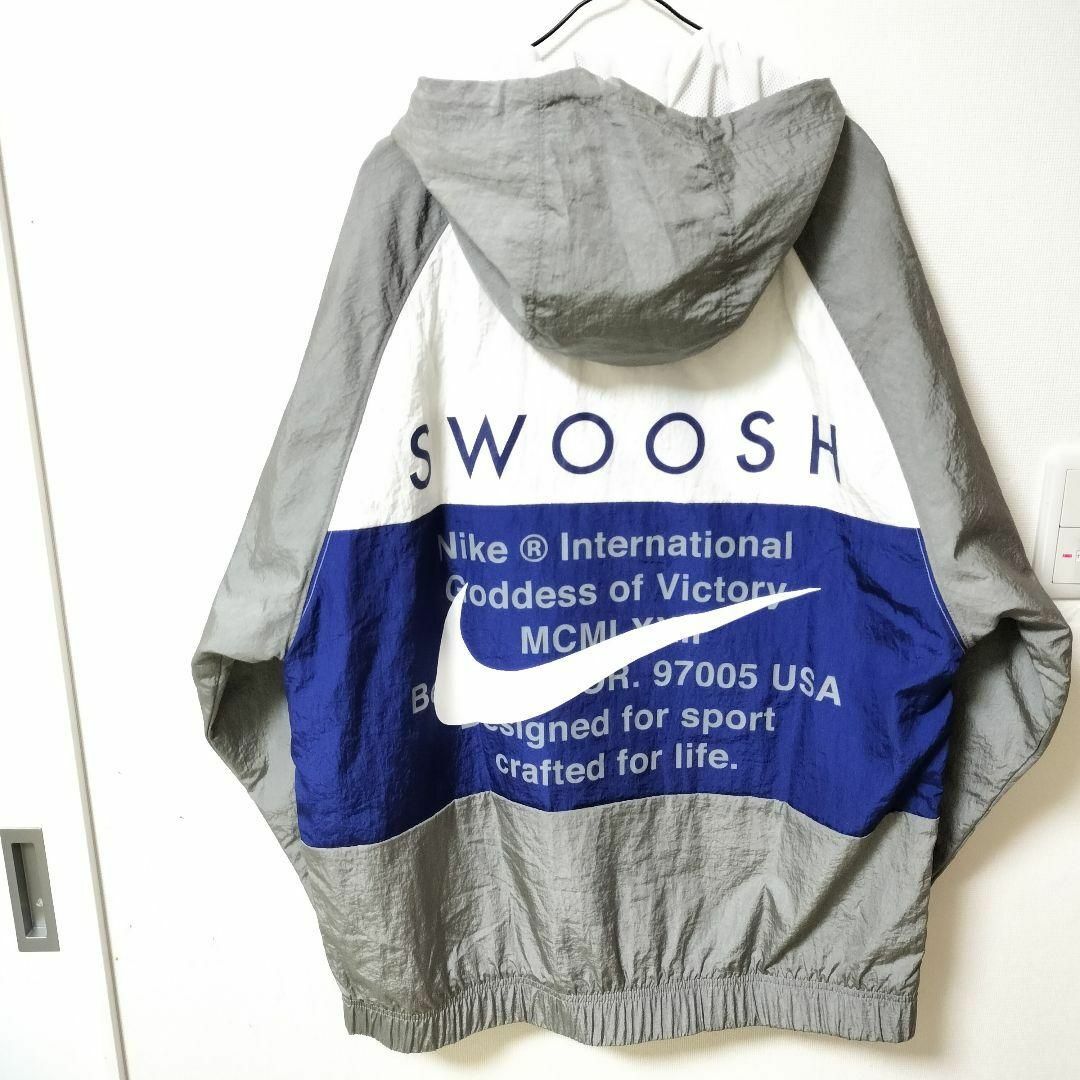 SWOOSH
Nike ® International
Goddess of Victory
OR. 97005 USA
Designed for sport
crafted for life.